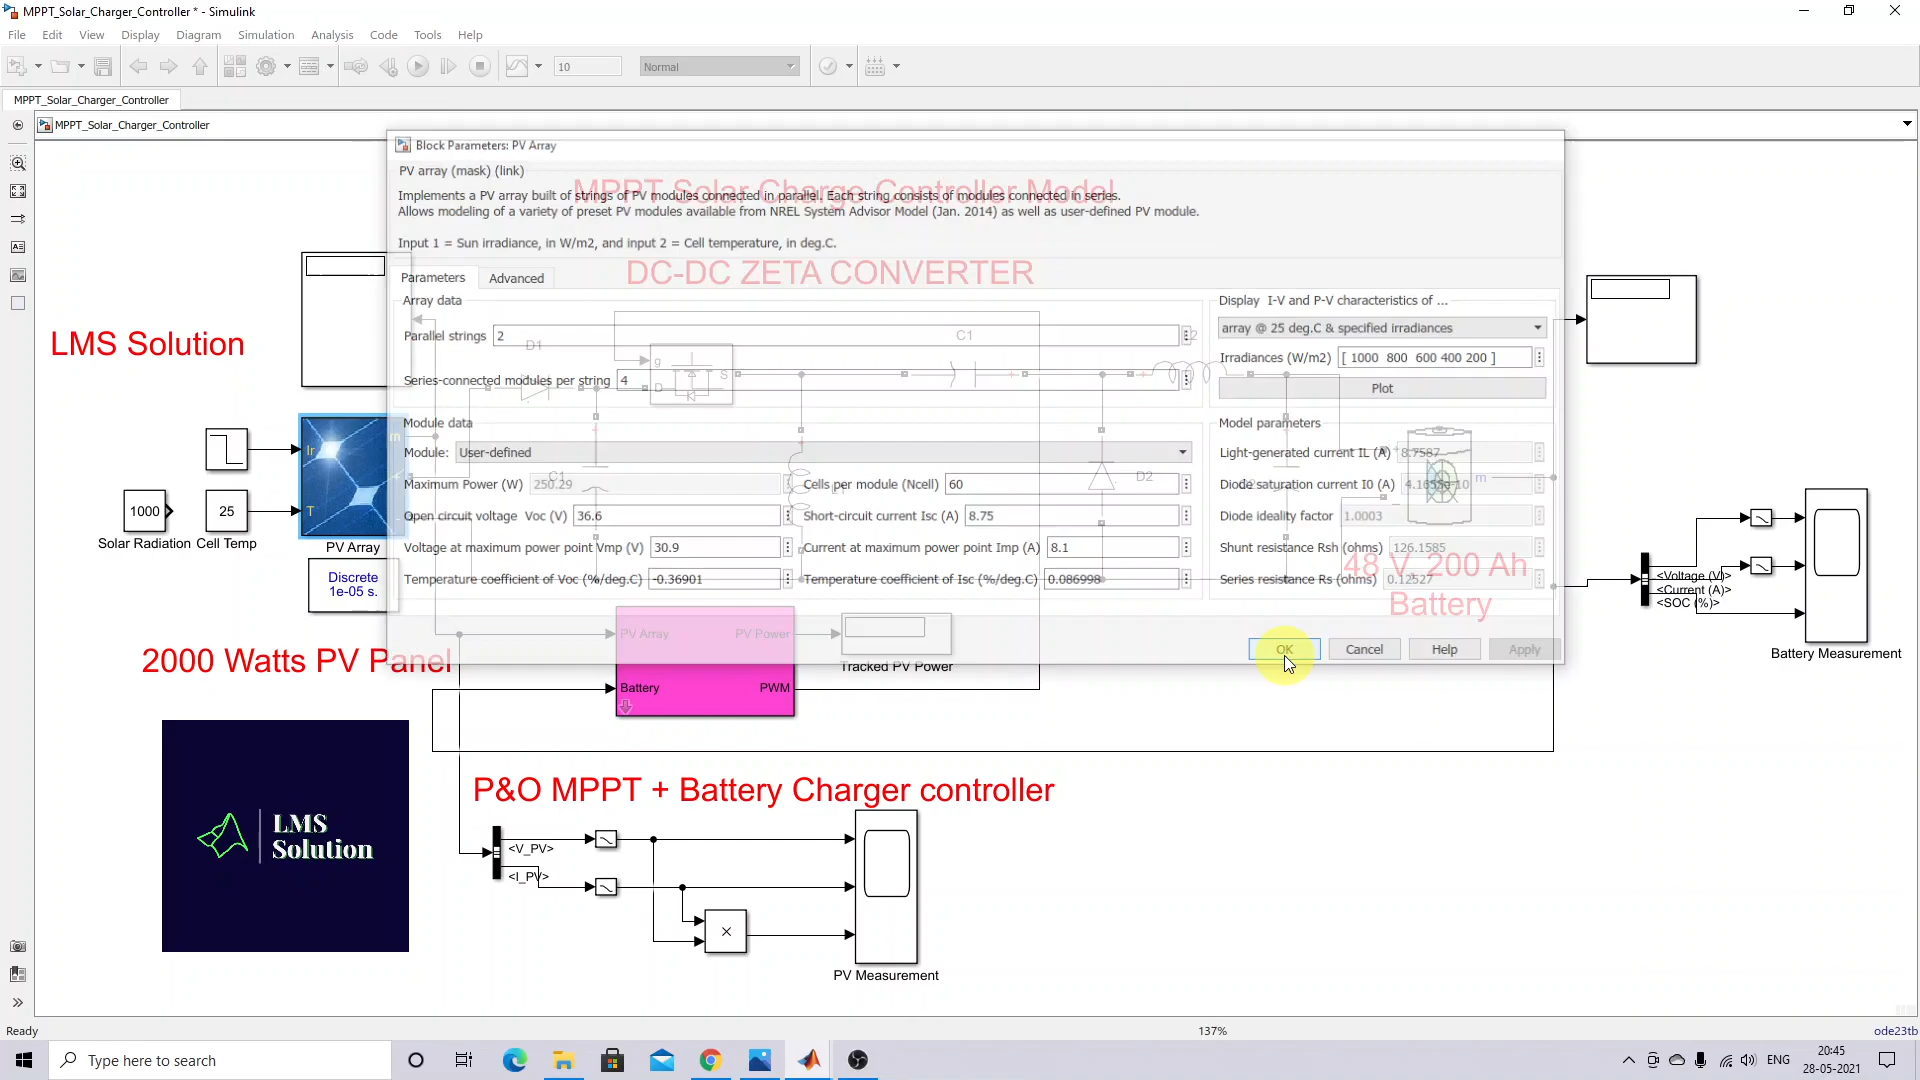 MPPT_Solar_Charger_Controller * - Simulink
File Edit View Display Diagram Simulation Analysis Code Tools Help
10
Normal
MPPT_Solar_Charger_Controller
MPPT_Solar_Charger_Controller
Block Parameters: PV Array
PV array (mask) (link)
MPPT Solar Charge Controller Model
Implements a PV array built of strings of PV modules connected in parallel. Each string consists of modules connected in series.
Allows modeling of a variety of preset PV modules available from NREL System Advisor Model (Jan. 2014) as well as user-defined PV module.
Input 1 = Sun irradiance, in W/m2, and input 2 = Cell temperature, in deg.C.
DC-DC ZETA CONVERTER
Parameters Advanced
Array data
Parallel strings 2
Series-connected modules per string 4
Display I-V and P-V characteristics of ...
array @ 25 deg.C & specified irradiances
Irradiances (W/m2) [ 1000 800 600 400 200 ]
Plot
D1
C1
g
D
S
LMS Solution
Module data
Module: User-defined
Maximum Power (W) 250.29
Cells per module (Ncell) 60
Open circuit voltage Voc (V) 36.6
Short-circuit current Isc (A) 8.75
Voltage at maximum power point Vmp (V) 30.9
Current at maximum power point Imp (A) 8.1
Temperature coefficient of Voc (%/deg.C) -0.36901
Temperature coefficient of Isc (%/deg.C) 0.086998
Model parameters
Light-generated current IL (A) 8.7587
Diode saturation current I0 (A)
Diode ideality factor 1.0003
Shunt resistance Rsh (ohms) 126.1585
Series resistance Rs (ohms) 0.12527
C1
D2
m
48 V, 200 Ah
Battery
OK Cancel Help Apply
Ir
T
m
1000
25
Solar Radiation
Cell Temp
PV Array
Discrete
1e-05 s.
2000 Watts PV Panel
PV Array
PV Power
Battery
PWM
Tracked PV Power
<Voltage (V)>
<Current (A)>
<SOC (%)>
Battery Measurement
LMS
Solution
P&O MPPT + Battery Charger controller
<V_PV>
<I_PV>
×
PV Measurement
Ready
137%
ode23tb
Type here to search
ENG
20:45
28-05-2021